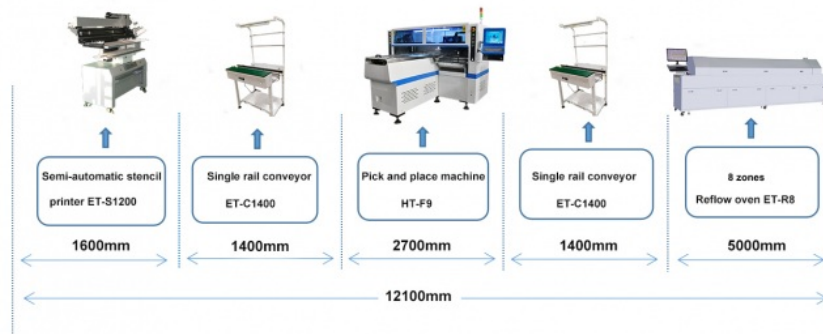 Semi-automatic stencil
printer ET-S1200
Single rail conveyor
ET-C1400
Pick and place machine
HT-F9
Single rail conveyor
ET-C1400
8 zones
Reflow oven ET-R8
1600mm
1400mm
2700mm
1400mm
5000mm
12100mm